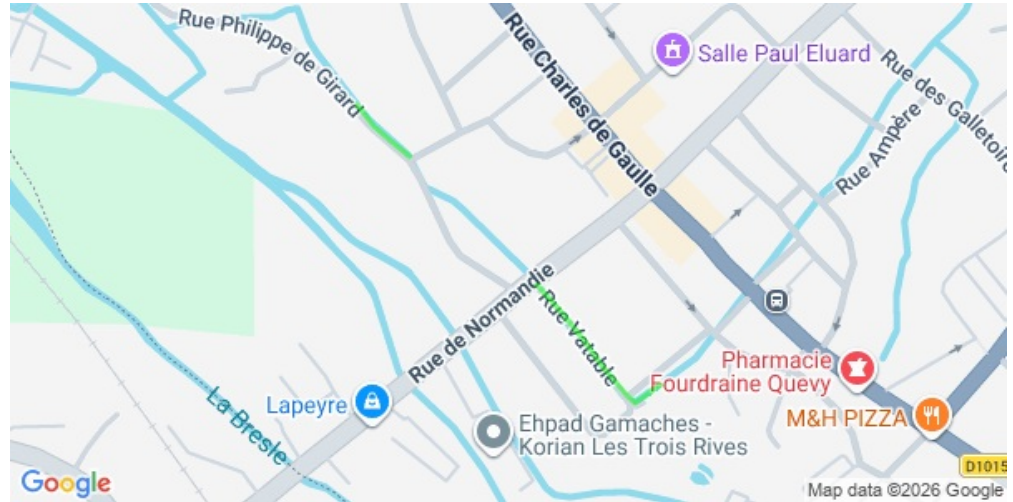 Rue Philippe de Girard
Rue Charles de Gaulle
Salle Paul Eluard
Rue des Galletoire
Rue Ampère
Rue de Normandie
Rue Vatable
La Bresle
Lapeyre
Pharmacie
Fourdraine Quevy
M&H PIZZA
Ehpad Gamaches -
Korian Les Trois Rives
D1015
Google
Map data ©2026 Google